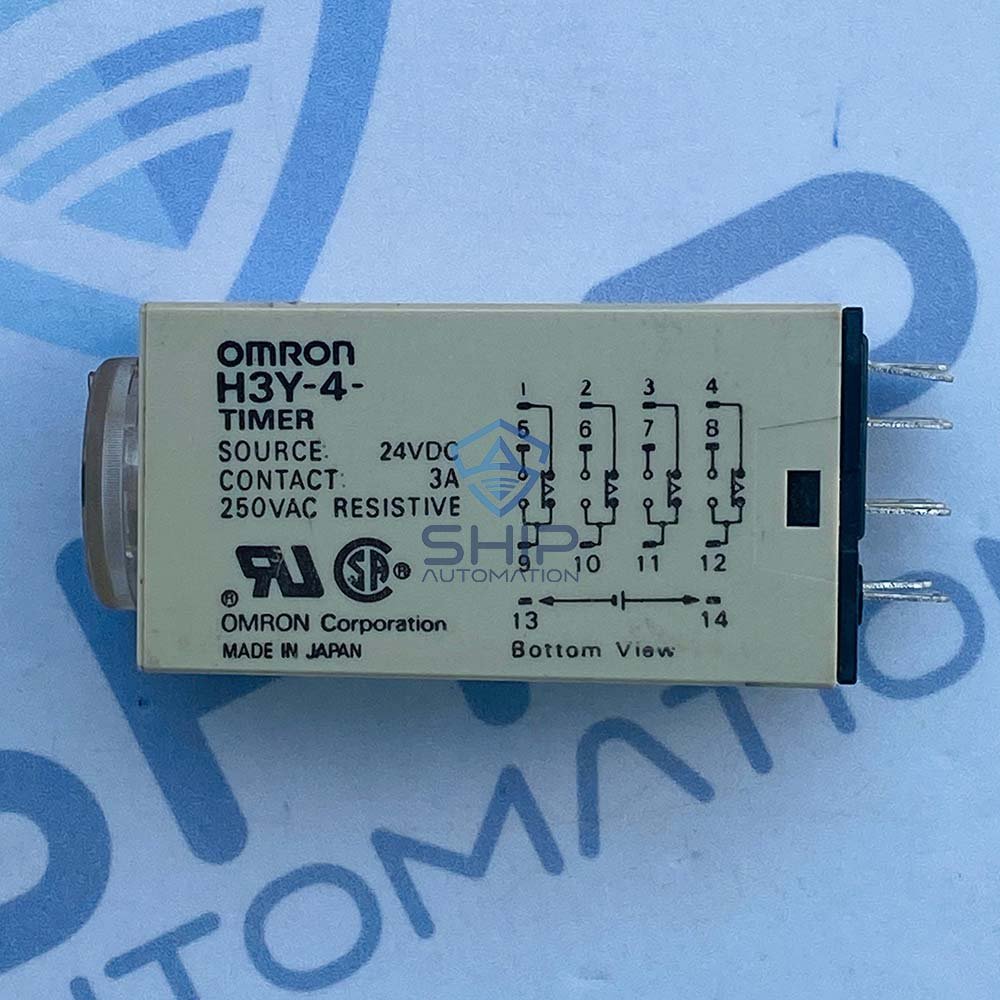 OMRON
H3Y-4-
TIMER
SOURCE: 24VDC
CONTACT: 3A
250VAC RESISTIVE
OMRON Corporation
MADE IN JAPAN
1 2 3 4
5 6 7 8
9 10 11 12
13 14
Bottom View
SHIP
AUTOMATION
AUTOMATION